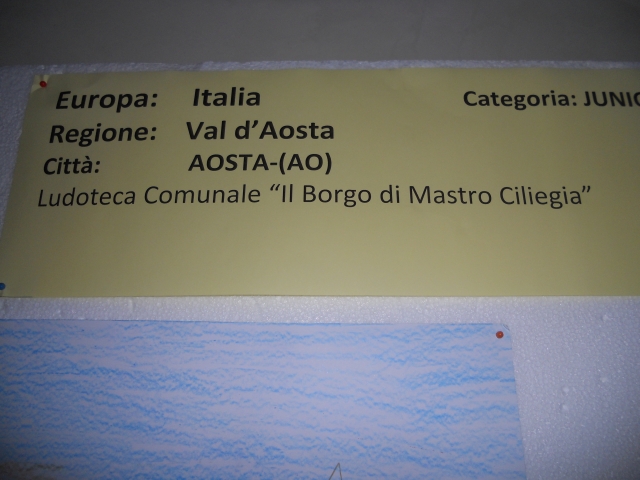 Europa: Italia Categoria: JUNIO
Regione: Val d'Aosta
Città: AOSTA-(AO)
Ludoteca Comunale “Il Borgo di Mastro Ciliegia”